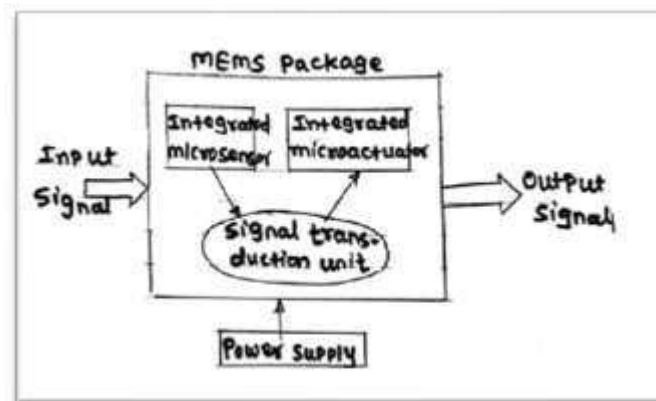 MEMS Package
Integrated
microsensor
Integrated
microactuator
Input
Signal
Signal trans-
duction unit
Output
Signal
Power supply